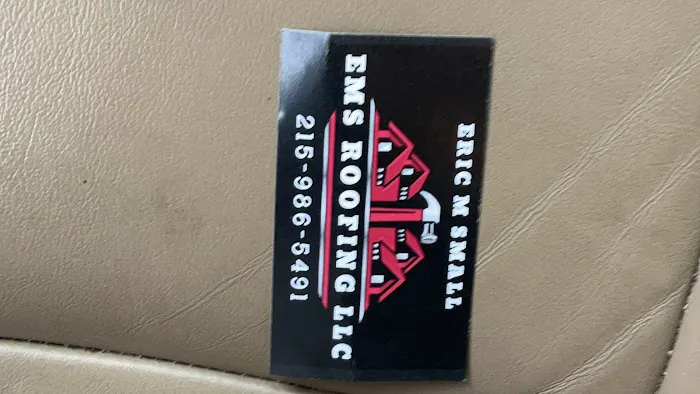 ERIC M SMALL
EMS ROOFING LLC
215-986-5491